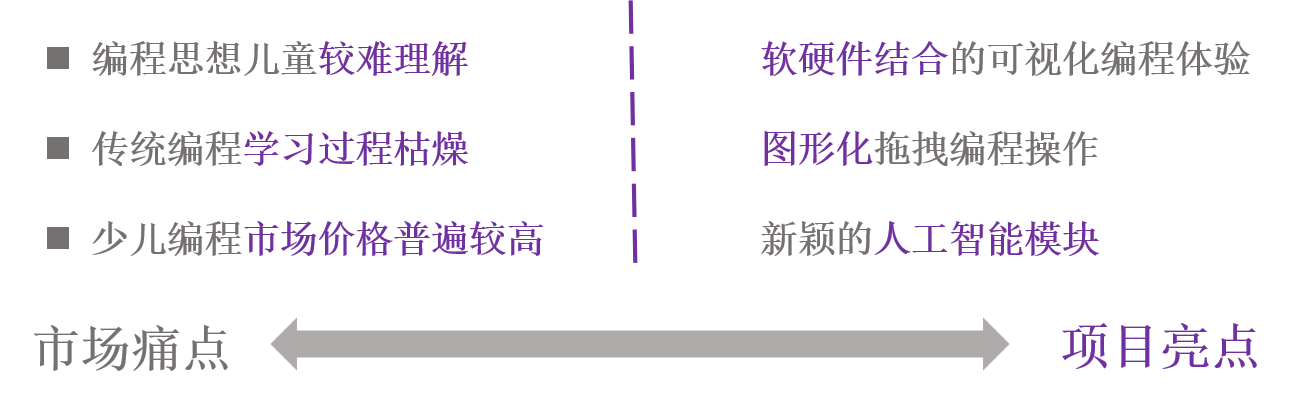 编程思想儿童较难理解
传统编程学习过程枯燥
少儿编程市场价格普遍较高
软硬件结合的可视化编程体验
图形化拖拽编程操作
新颖的人工智能模块
市场痛点
项目亮点